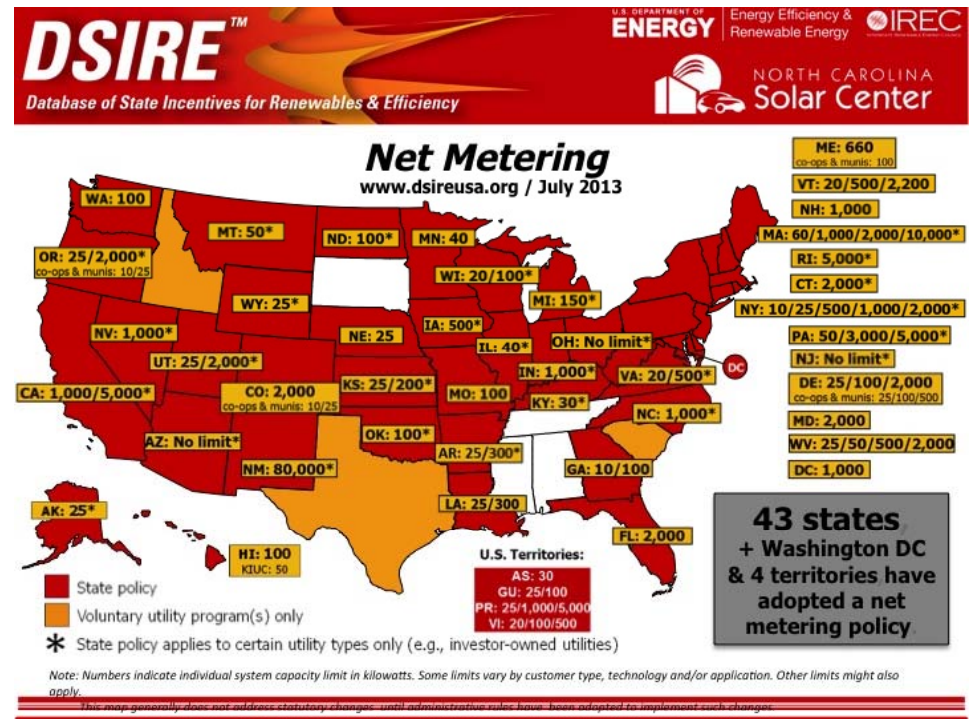 DSIRE™
Database of State Incentives for Renewables & Efficiency
U.S. DEPARTMENT OF
ENERGY
Energy Efficiency &
Renewable Energy
IREC
NORTH CAROLINA
Solar Center
Net Metering
www.dsireusa.org / July 2013
WA: 100
OR: 25/2,000*
co-ops & munis: 10/25
MT: 50*
ND: 100*
MN: 40
WI: 20/100*
MI: 150*
WY: 25*
NV: 1,000*
UT: 25/2,000*
NE: 25
IA: 500*
IL: 40*
OH: No limit*
IN: 1,000*
CA: 1,000/5,000*
CO: 2,000
co-ops & munis: 10/25
KS: 25/200*
MO: 100
KY: 30*
VA: 20/500*
DC
NC: 1,000*
AZ: No limit*
NM: 80,000*
OK: 100*
AR: 25/300*
GA: 10/100
LA: 25/300
FL: 2,000
AK: 25*
HI: 100
KIUC: 50
ME: 660
co-ops & munis: 100
VT: 20/500/2,200
NH: 1,000
MA: 60/1,000/2,000/10,000*
RI: 5,000*
CT: 2,000*
NY: 10/25/500/1,000/2,000*
PA: 50/3,000/5,000*
NJ: No limit*
DE: 25/100/2,000
co-ops & munis: 25/100/500
MD: 2,000
WV: 25/50/500/2,000
DC: 1,000
U.S. Territories:
AS: 30
GU: 25/100
PR: 25/1,000/5,000
VI: 20/100/500
43 states,
+ Washington DC
& 4 territories have
adopted a net
metering policy.
State policy
Voluntary utility program(s) only
* State policy applies to certain utility types only (e.g., investor-owned utilities)
Note: Numbers indicate individual system capacity limit in kilowatts. Some limits vary by customer type, technology and/or application. Other limits might also
apply.
This map generally does not address statutory changes until administrative rules have been adopted to implement such changes.